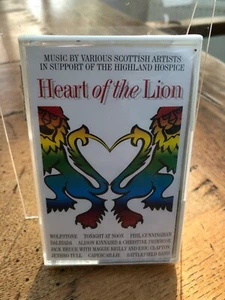 MUSIC BY VARIOUS SCOTTISH ARTISTS
IN SUPPORT OF THE HIGHLAND HOSPICE
Heart of the Lion
WOLFSTONE TONIGHT AT NOON PHIL CUNNINGHAM
DALRIADA ALISON KINNAIRD & CHRISTINE PRIMROSE
JACK BRUCE WITH MAGGIE REILLY AND ERIC CLAPTON
JETHRO TULL CAPERCAILLIE BATTLEFIELD BAND